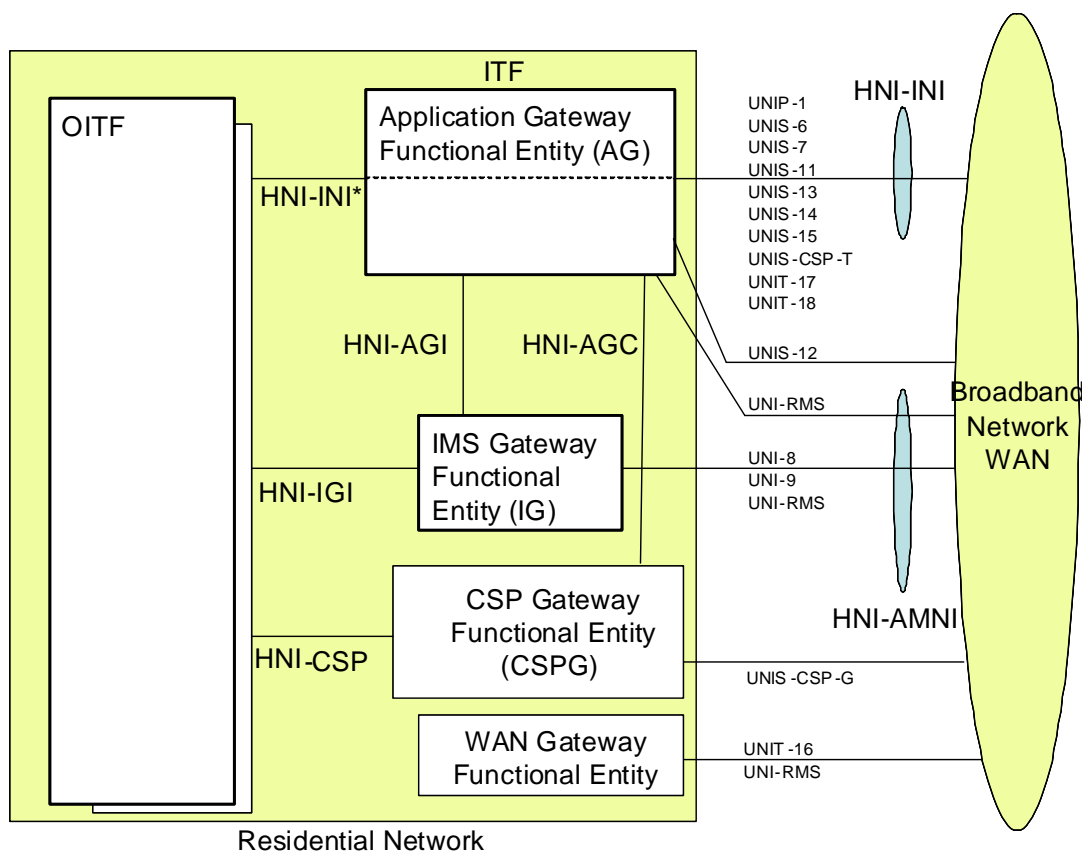 ITF
OITF
Application Gateway
Functional Entity (AG)
HNI-INI*
UNIP-1
UNIS-6
UNIS-7
UNIS-11
UNIS-13
UNIS-14
UNIS-15
UNIS-CSP-T
UNIT-17
UNIT-18
HNI-INI
HNI-AGI
HNI-AGC
UNIS-12
UNI-RMS
Broadband
Network
WAN
IMS Gateway
Functional
Entity (IG)
HNI-IGI
UNI-8
UNI-9
UNI-RMS
HNI-AMNI
CSP Gateway
Functional Entity
(CSPG)
HNI-CSP
UNIS-CSP-G
WAN Gateway
Functional Entity
UNIT-16
UNI-RMS
Residential Network